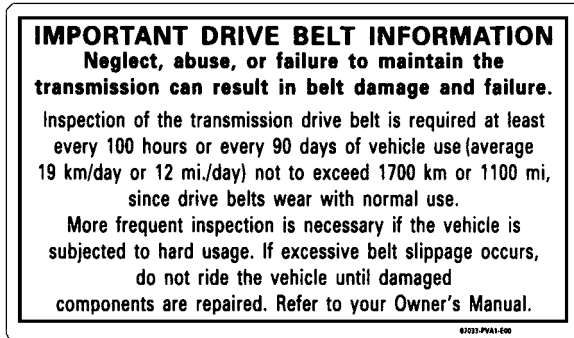 IMPORTANT DRIVE BELT INFORMATION
Neglect, abuse, or failure to maintain the
transmission can result in belt damage and failure.
Inspection of the transmission drive belt is required at least
every 100 hours or every 90 days of vehicle use (average
19 km/day or 12 mi./day) not to exceed 1700 km or 1100 mi,
since drive belts wear with normal use.
More frequent inspection is necessary if the vehicle is
subjected to hard usage. If excessive belt slippage occurs,
do not ride the vehicle until damaged
components are repaired. Refer to your Owner's Manual.
87033-PVA1-E00